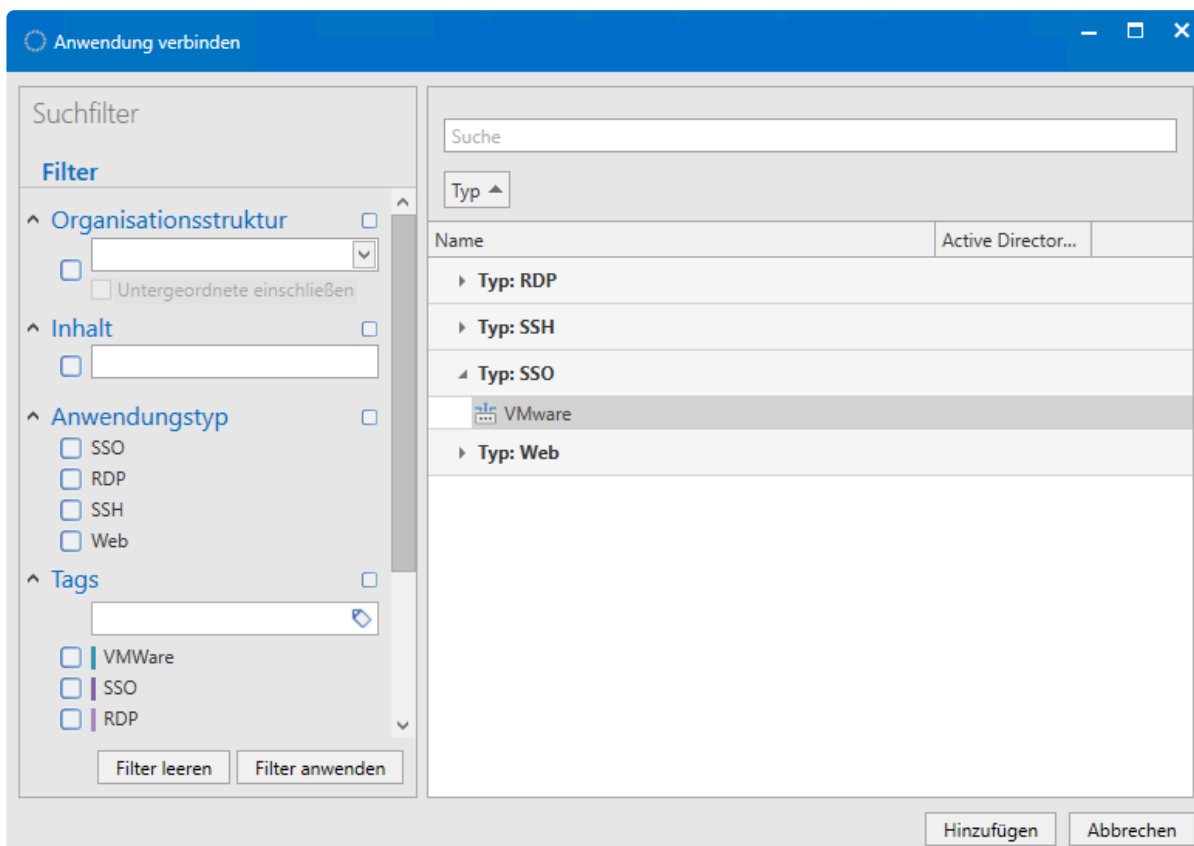 Anwendung verbinden
Suchfilter
Filter
Organisationsstruktur
Untergeordnete einschließen
Inhalt
Anwendungstyp
SSO
RDP
SSH
Web
Tags
VMWare
SSO
RDP
Filter leeren Filter anwenden
Suche
Typ
Name Active Director...
Typ: RDP
Typ: SSH
Typ: SSO
VMware
Typ: Web
Hinzufügen Abbrechen